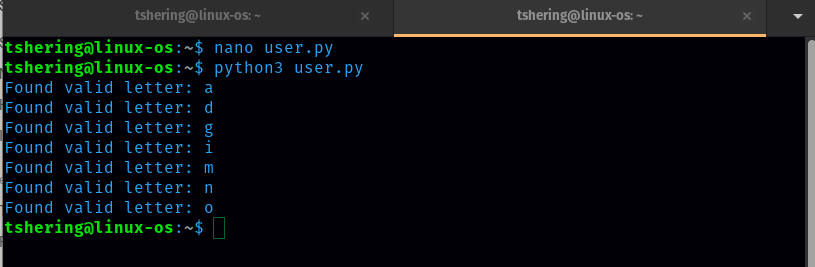 tshering@linux-os: ~ × tshering@linux-os: ~ ×
tshering@linux-os:~$ nano user.py
tshering@linux-os:~$ python3 user.py
Found valid letter: a
Found valid letter: d
Found valid letter: g
Found valid letter: i
Found valid letter: m
Found valid letter: n
Found valid letter: o
tshering@linux-os:~$